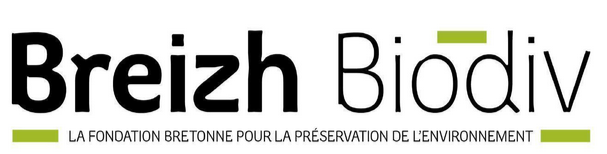 Breizh Biodiv
LA FONDATION BRETONNE POUR LA PRÉSERVATION DE L'ENVIRONNEMENT